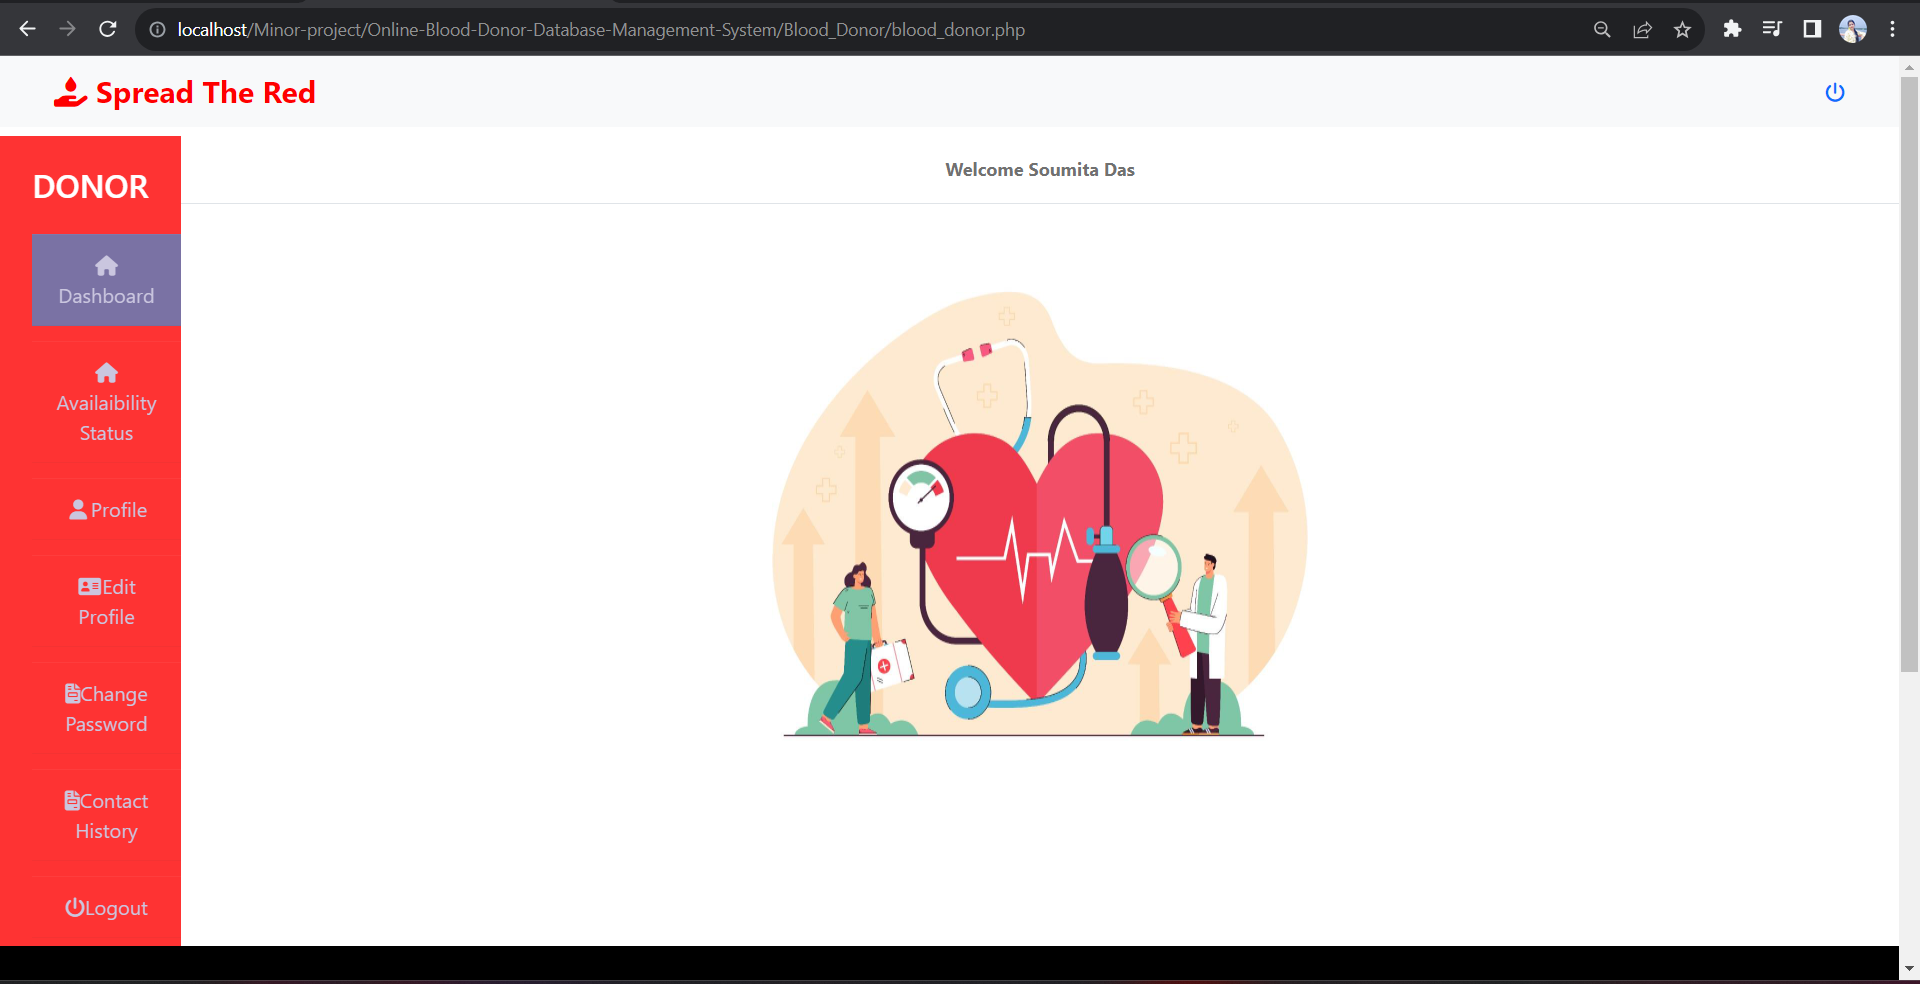 localhost/Minor-project/Online-Blood-Donor-Database-Management-System/Blood_Donor/blood_donor.php
Spread The Red
DONOR
Welcome Soumita Das
Dashboard
Availaibility
Status
Profile
Edit
Profile
Change
Password
Contact
History
Logout